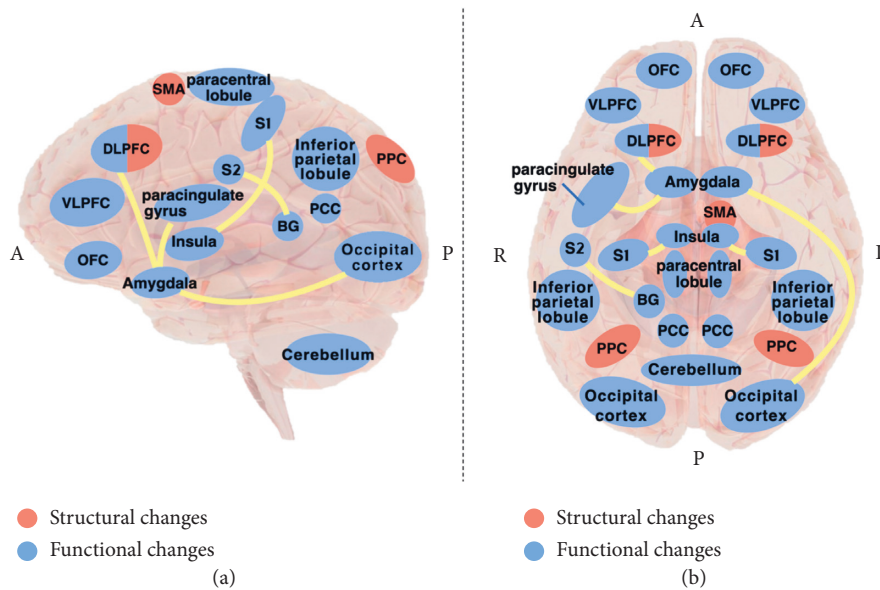 paracentral
lobule
SMA
S1
DLPFC
Inferior
parietal
lobule
PPC
S2
VLPFC
paracingulate
gyrus
PCC
BG
Insula
A
P
OFC
Occipital
cortex
Amygdala
Cerebellum
Structural changes
Functional changes
(a)
A
OFC
OFC
VLPFC
VLPFC
DLPFC
DLPFC
paracingulate
gyrus
Amygdala
SMA
Insula
R
S2
S1
S1
paracentral
lobule
Inferior
parietal
lobule
Inferior
parietal
lobule
BG
PCC
PCC
PPC
PPC
Cerebellum
Occipital
cortex
Occipital
cortex
P
Structural changes
Functional changes
(b)